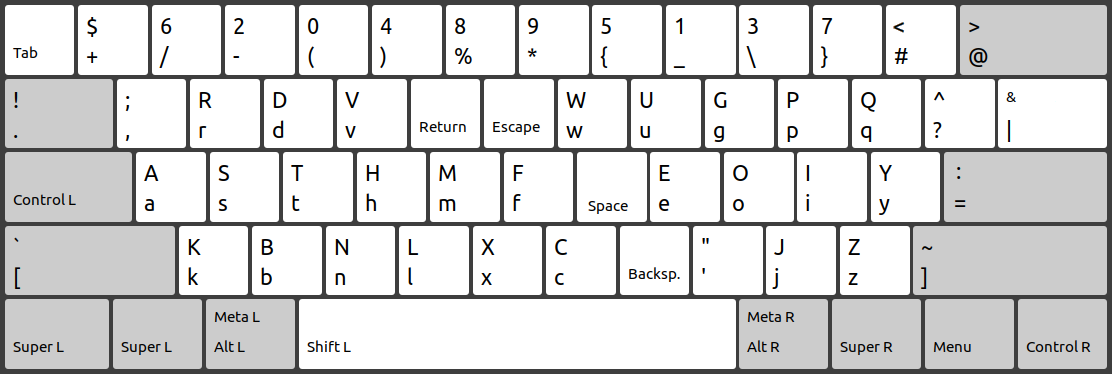 $ 6 2 0 4 8 9 5 1 3 7 < >
Tab + / - ( ) % * { _ \ } # @
! ; R D V W U G P Q ^ &
. , r d v Return Escape w u g p q ? |
A S T H M F E O I Y :
Control L a s t h m f Space e o i y =
` K B N L X C " J Z ~
[ k b n l x c Backsp. ' j z ]
Meta L Meta R
Super L Super L Alt L Shift L Alt R Super R Menu Control R